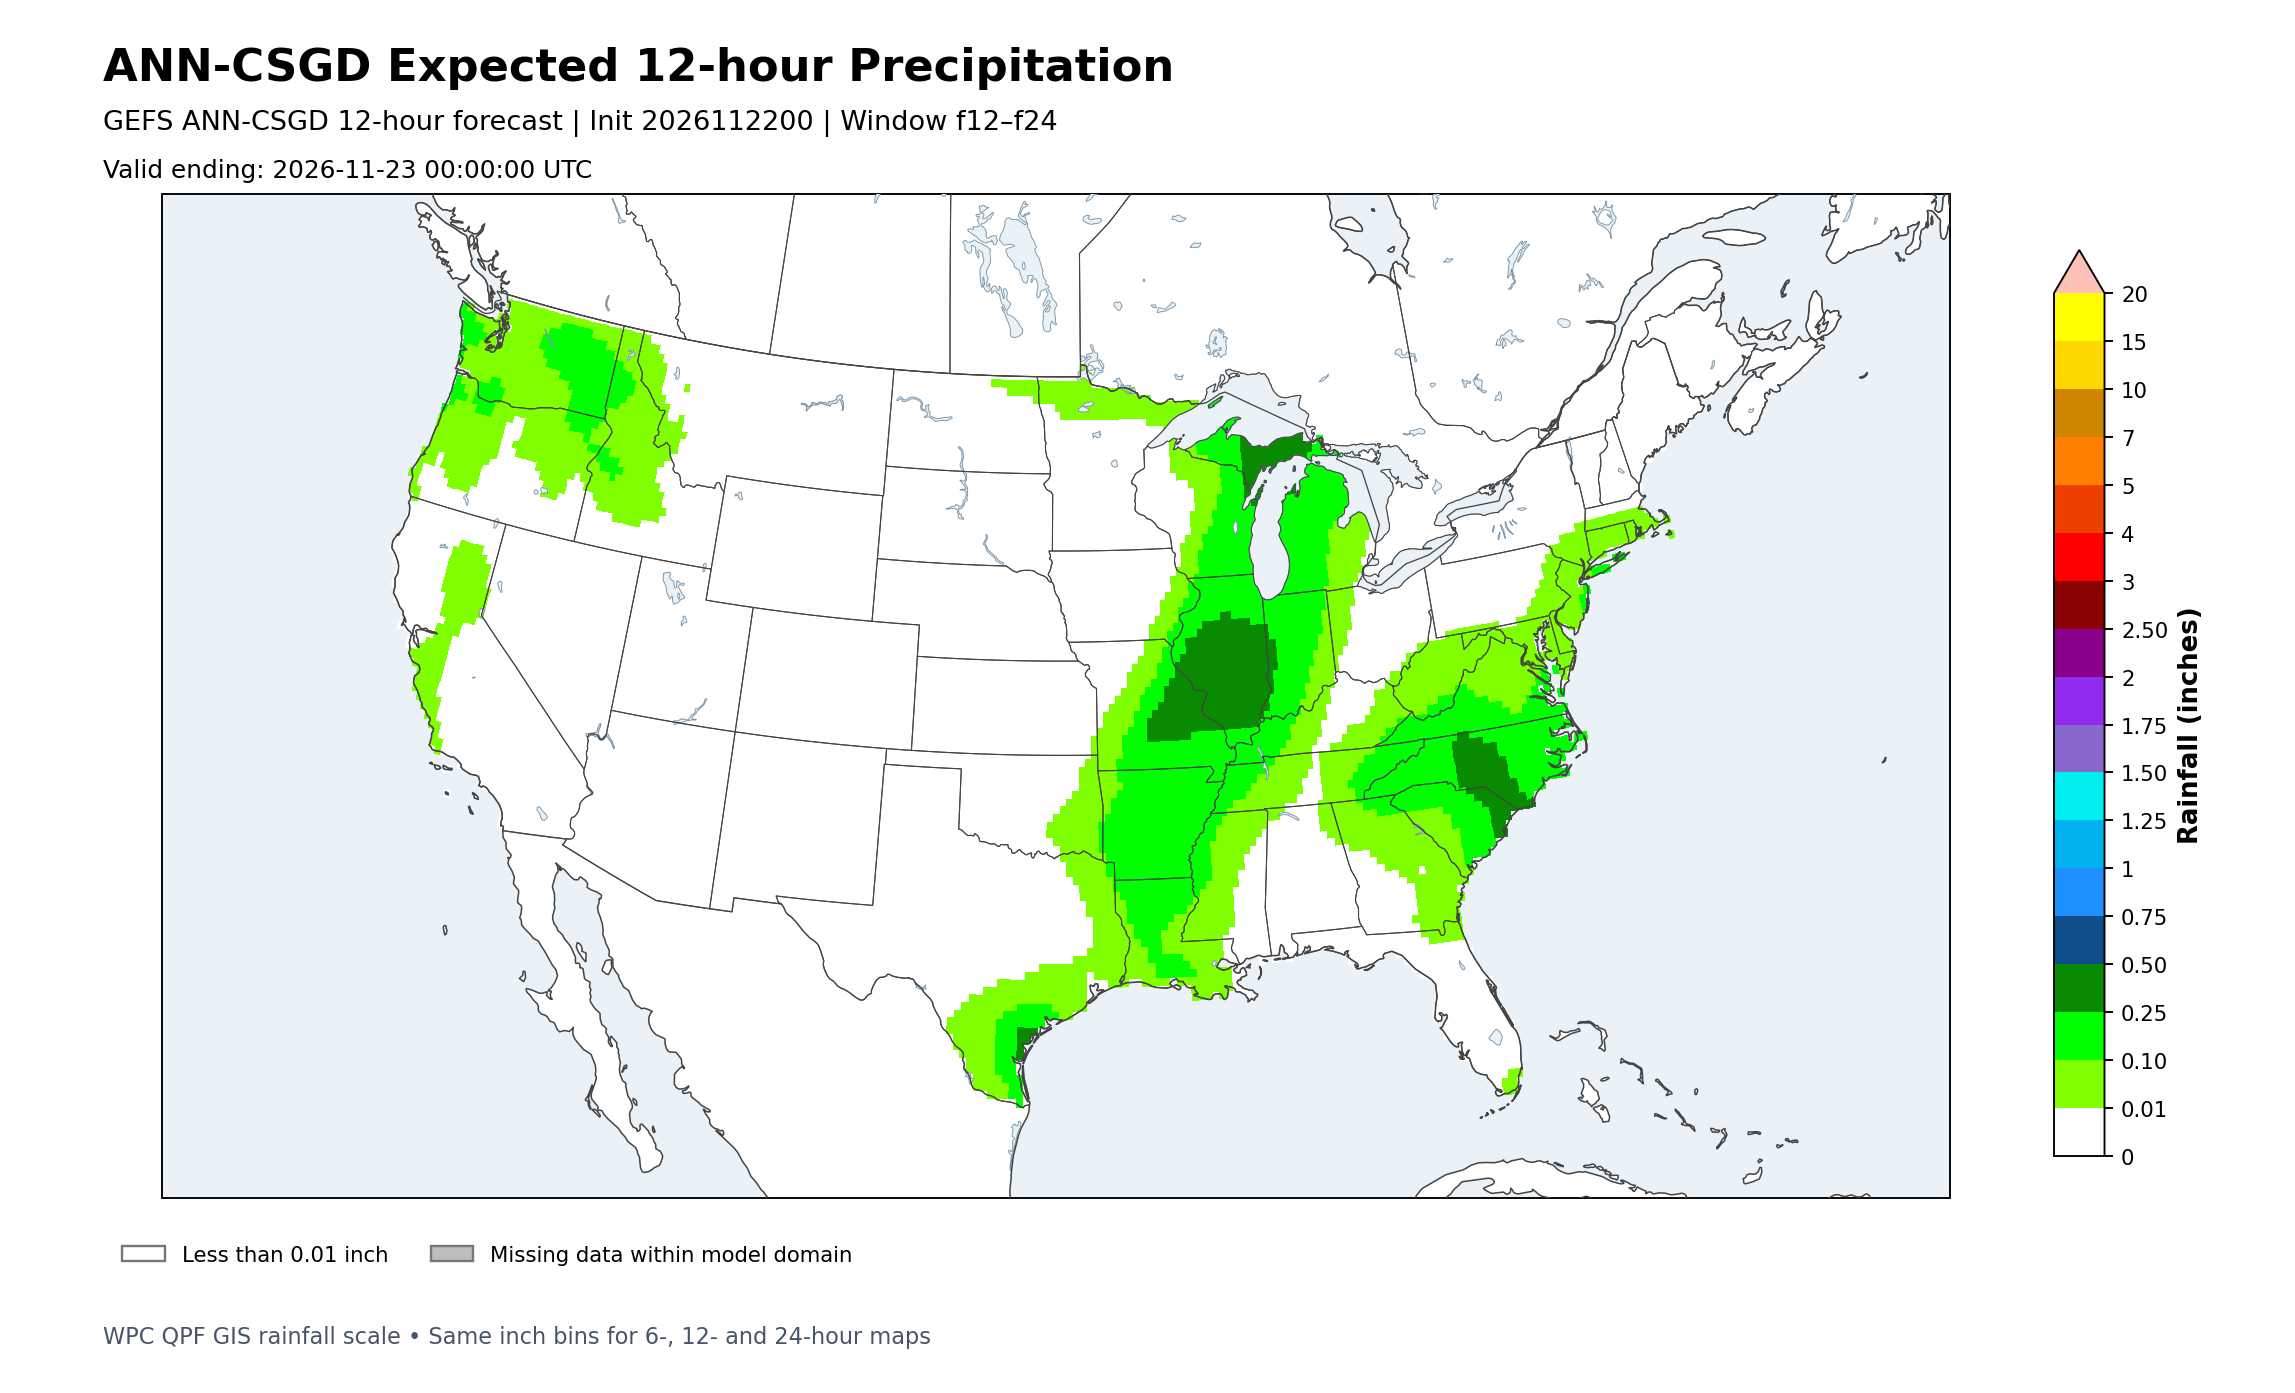 ANN-CSGD Expected 12-hour Precipitation
GEFS ANN-CSGD 12-hour forecast | Init 2026112200 | Window f12–f24
Valid ending: 2026-11-23 00:00:00 UTC
20
15
10
7
5
4
3
2.50
2
1.75
1.50
1.25
1
0.75
0.50
0.25
0.10
0.01
0
Rainfall (inches)
Less than 0.01 inch
Missing data within model domain
WPC QPF GIS rainfall scale • Same inch bins for 6-, 12- and 24-hour maps